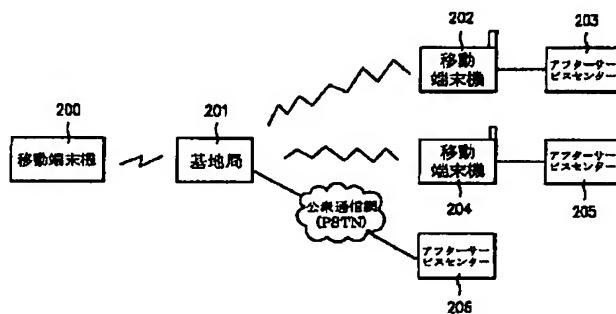 202
203
移動
端末機
アフターサー
ビスセンター
200
201
移動端末機
基地局
移動
端末機
アフターサー
ビスセンター
204
205
公衆通信網
(PSTN)
アフターサー
ビスセンター
206